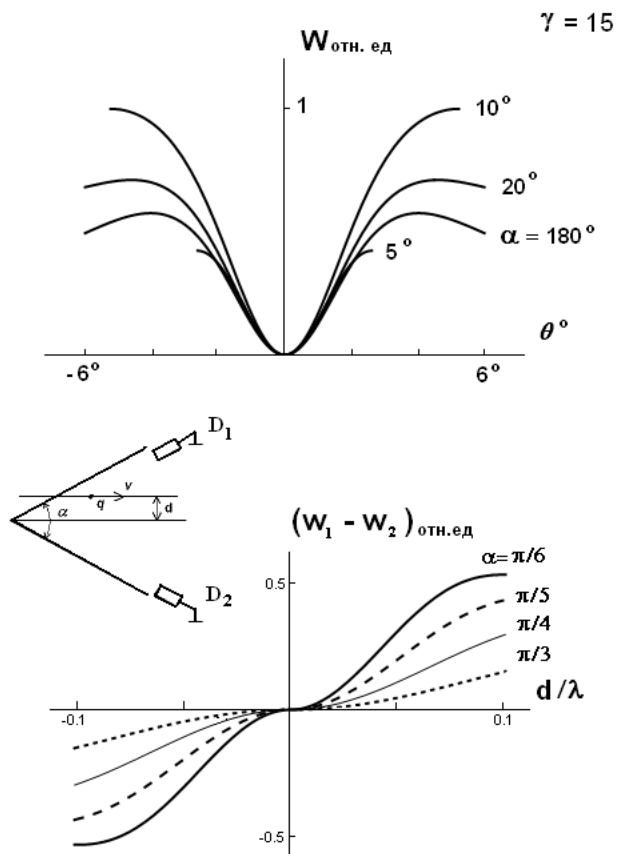 γ = 15
W отн. ед
1
10°
20°
α = 180°
5°
θ°
-6°
6°
D₁
v
q
d
α
D₂
(W₁ - W₂) отн.ед
α= π/6
0.5
π/5
π/4
π/3
d/λ
-0.1
0.1
-0.5